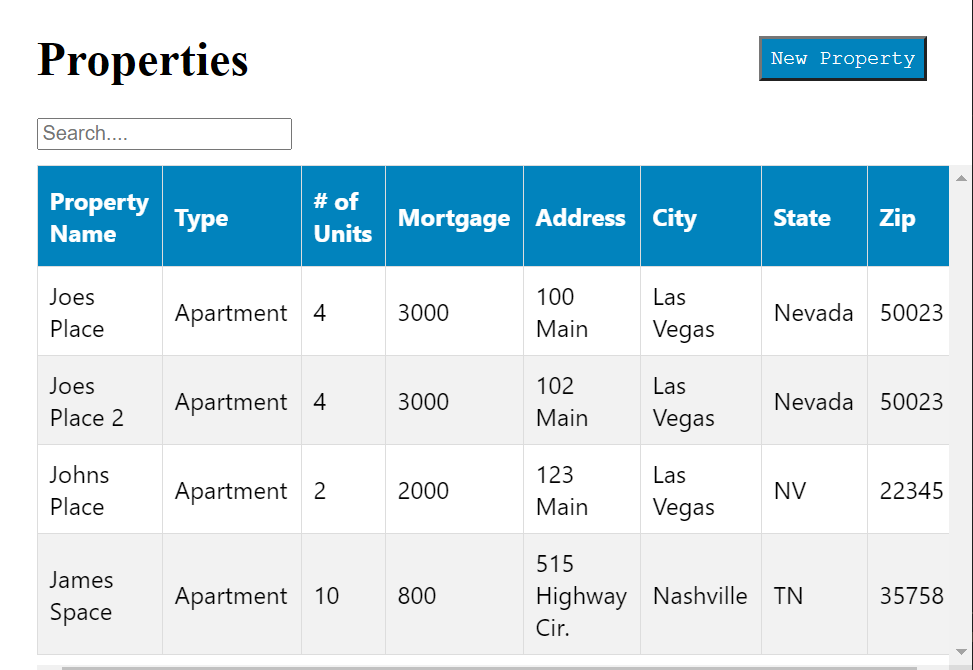 Properties
New Property
Search....
Property Name Type # of Units Mortgage Address City State Zip
Joes Place Apartment 4 3000 100 Main Las Vegas Nevada 50023
Joes Place 2 Apartment 4 3000 102 Main Las Vegas Nevada 50023
Johns Place Apartment 2 2000 123 Main Las Vegas NV 22345
James Space Apartment 10 800 515 Highway Cir. Nashville TN 35758